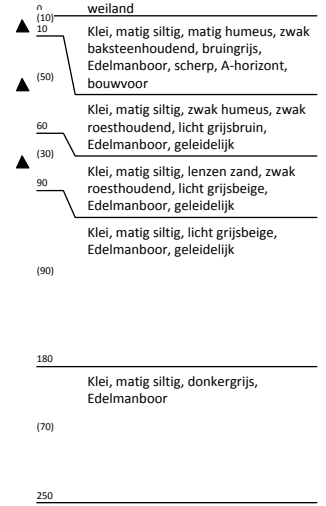 0 weiland
(10)
10 Klei, matig siltig, matig humeus, zwak
baksteenhoudend, bruingrijs,
Edelmanboor, scherp, A-horizont,
(50) bouwvoor
Klei, matig siltig, zwak humeus, zwak
60 roesthoudend, licht grijsbruin,
Edelmanboor, geleidelijk
(30)
Klei, matig siltig, lenzen zand, zwak
90 roesthoudend, licht grijsbeige,
Edelmanboor, geleidelijk
Klei, matig siltig, licht grijsbeige,
Edelmanboor, geleidelijk
(90)
180
Klei, matig siltig, donkergrijs,
Edelmanboor
(70)
250